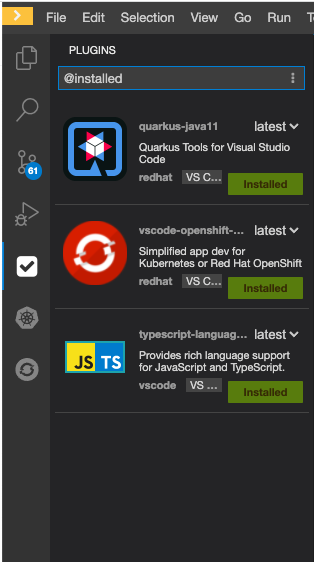 File Edit Selection View Go Run
PLUGINS
@installed
quarkus-java11 latest
Quarkus Tools for Visual Studio
Code
redhat VS C...
Installed
vscode-openshift-... latest
Simplified app dev for
Kubernetes or Red Hat OpenShift
redhat VS C...
Installed
61
typescript-languag... latest
JS TS
Provides rich language support
for JavaScript and TypeScript.
vscode VS ...
Installed